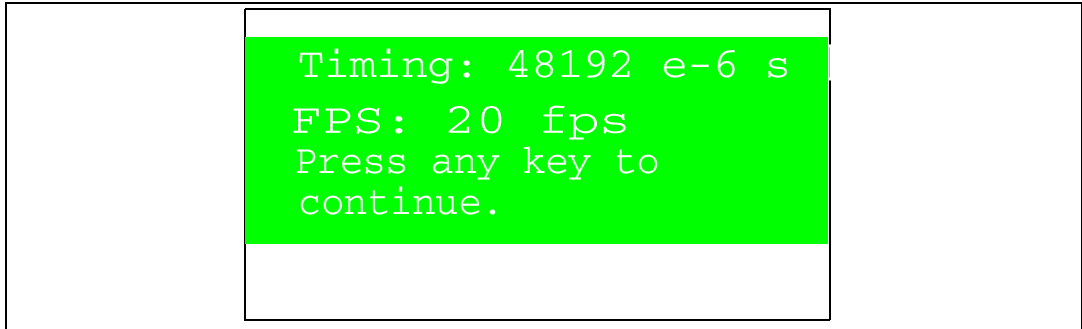 Timing: 48192 e-6 s
FPS: 20 fps
Press any key to
continue.